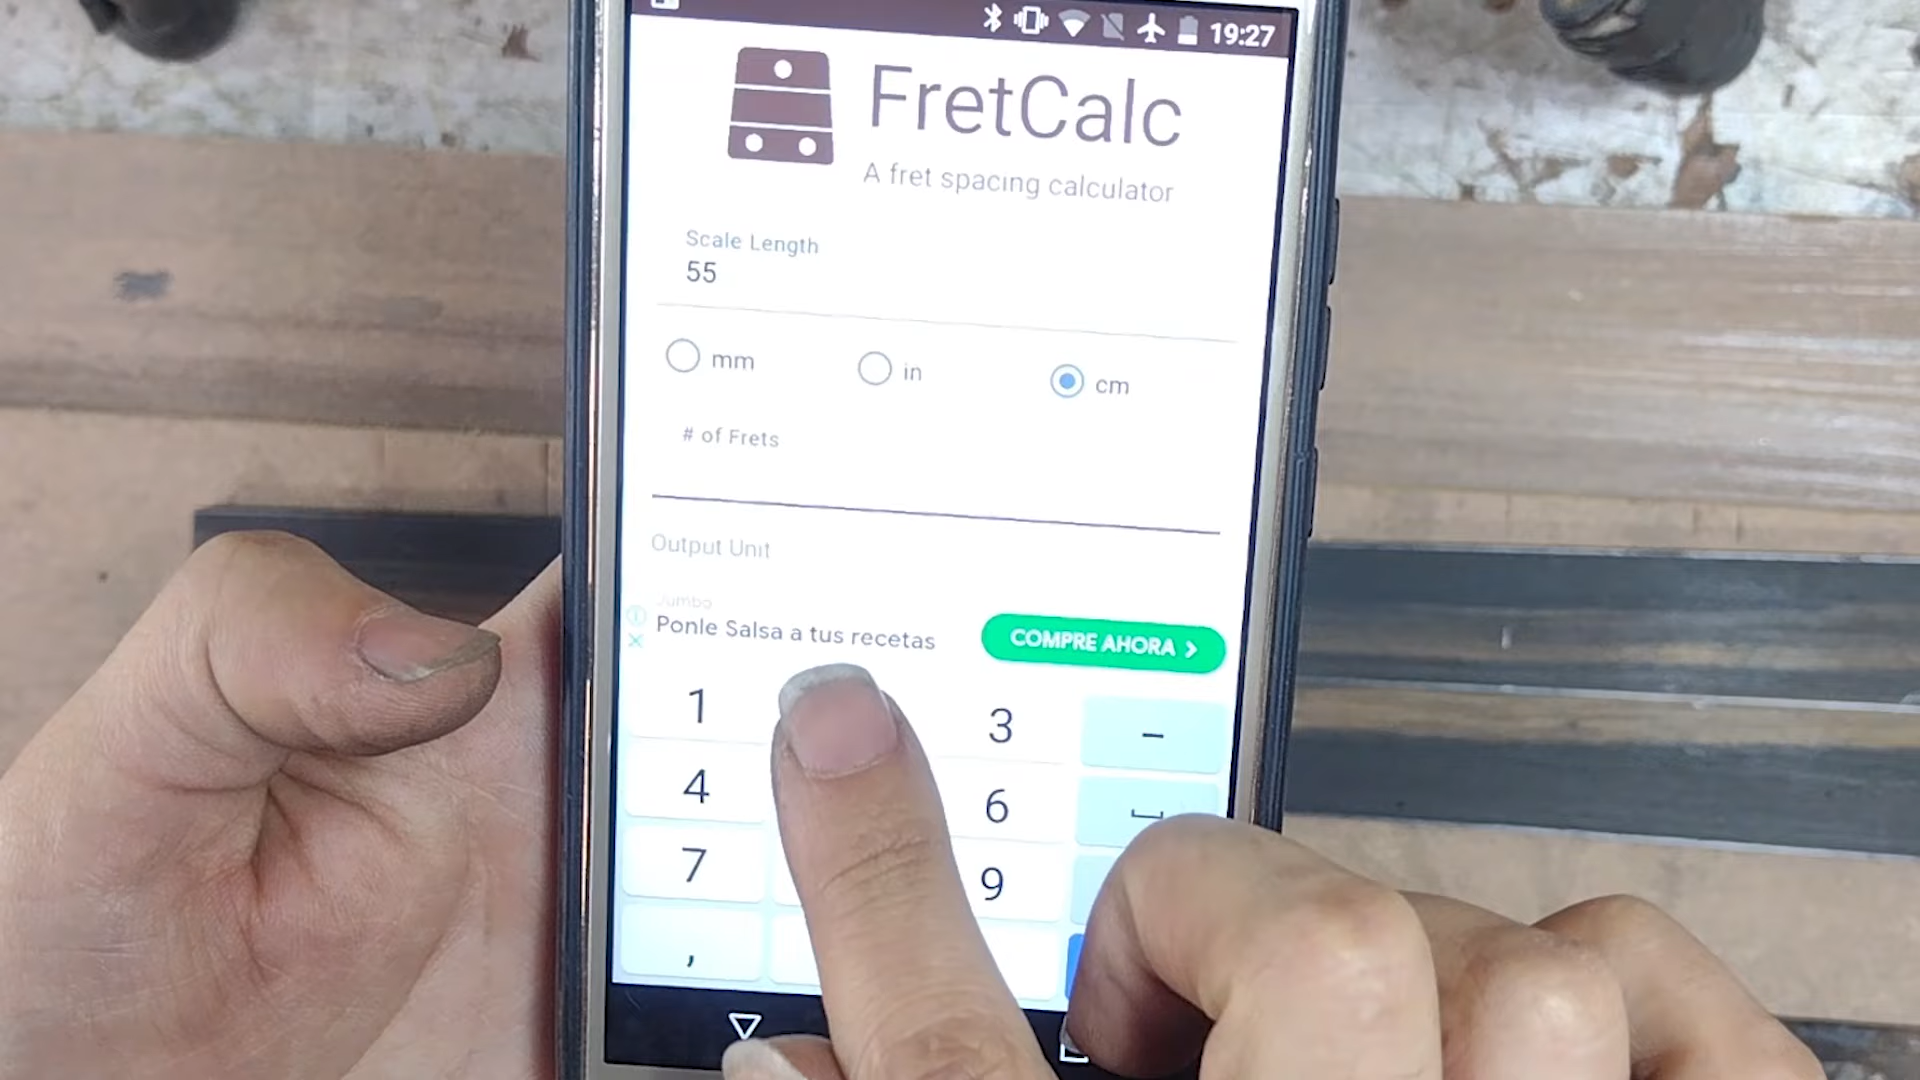 19:27
FretCalc
A fret spacing calculator
Scale Length
55
mm
in
cm
# of Frets
Output Unit
Jumbo
Ponle Salsa a tus recetas
COMPRE AHORA >
1
3
−
4
6
7
9
,